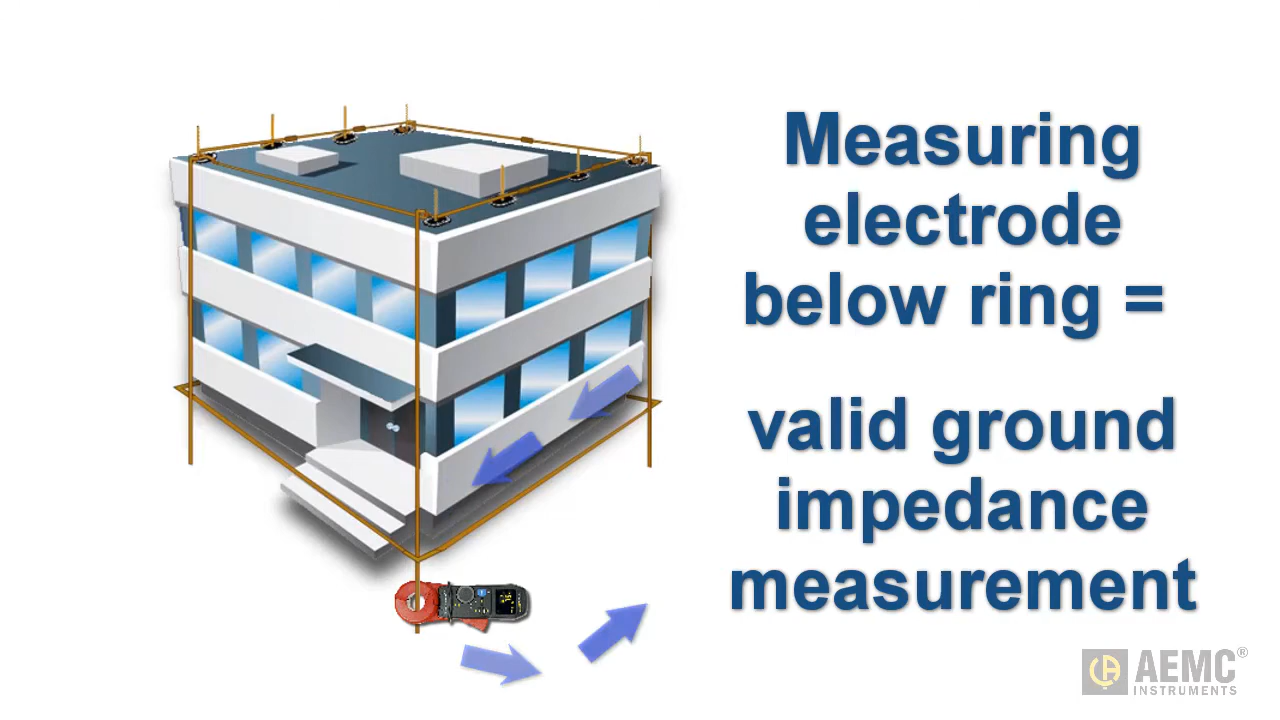 Measuring
electrode
below ring =
valid ground
impedance
measurement
AEMC®
INSTRUMENTS